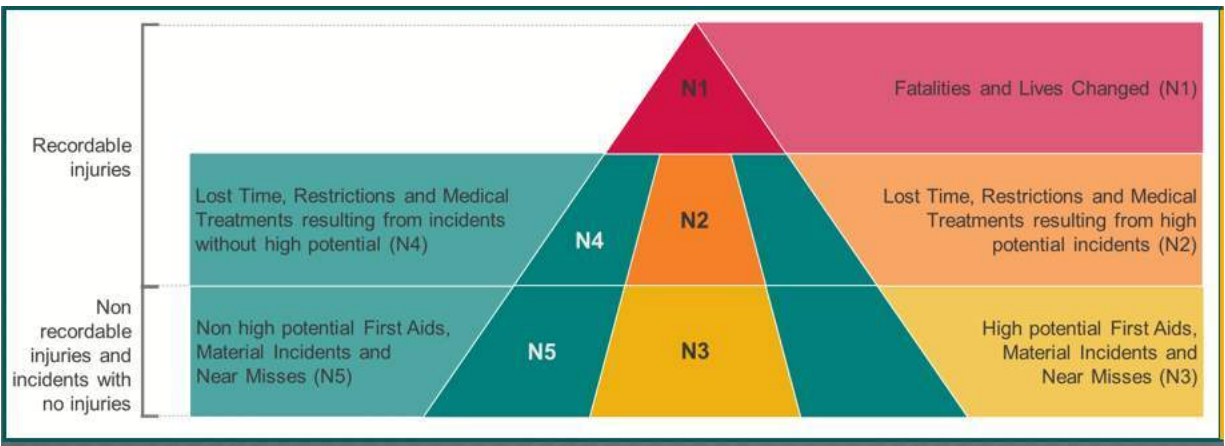 N1
Fatalities and Lives Changed (N1)
Recordable
injuries
Lost Time, Restrictions and Medical
Treatments resulting from incidents
without high potential (N4)
N4
N2
Lost Time, Restrictions and Medical
Treatments resulting from high
potential incidents (N2)
Non
recordable
injuries and
incidents with
no injuries
Non high potential First Aids,
Material Incidents and
Near Misses (N5)
N5
N3
High potential First Aids,
Material Incidents and
Near Misses (N3)